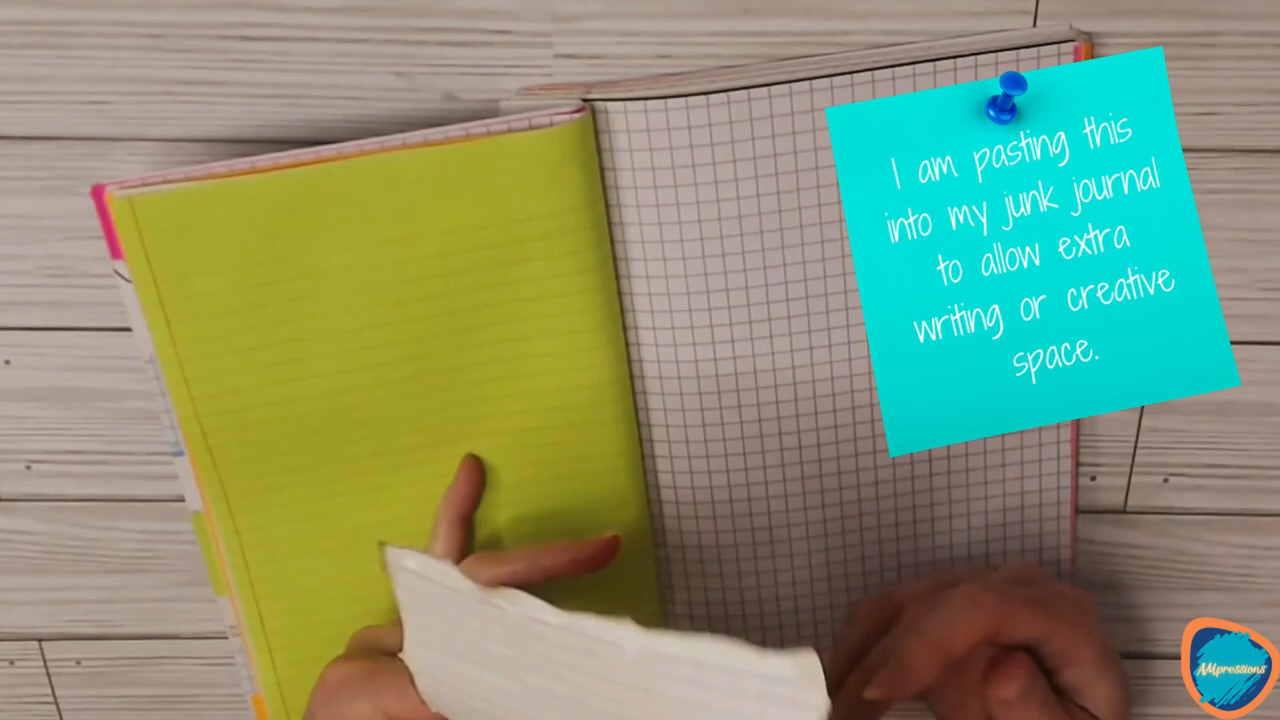 I am pasting this
into my junk journal
to allow extra
writing or creative
space.
AMpressions